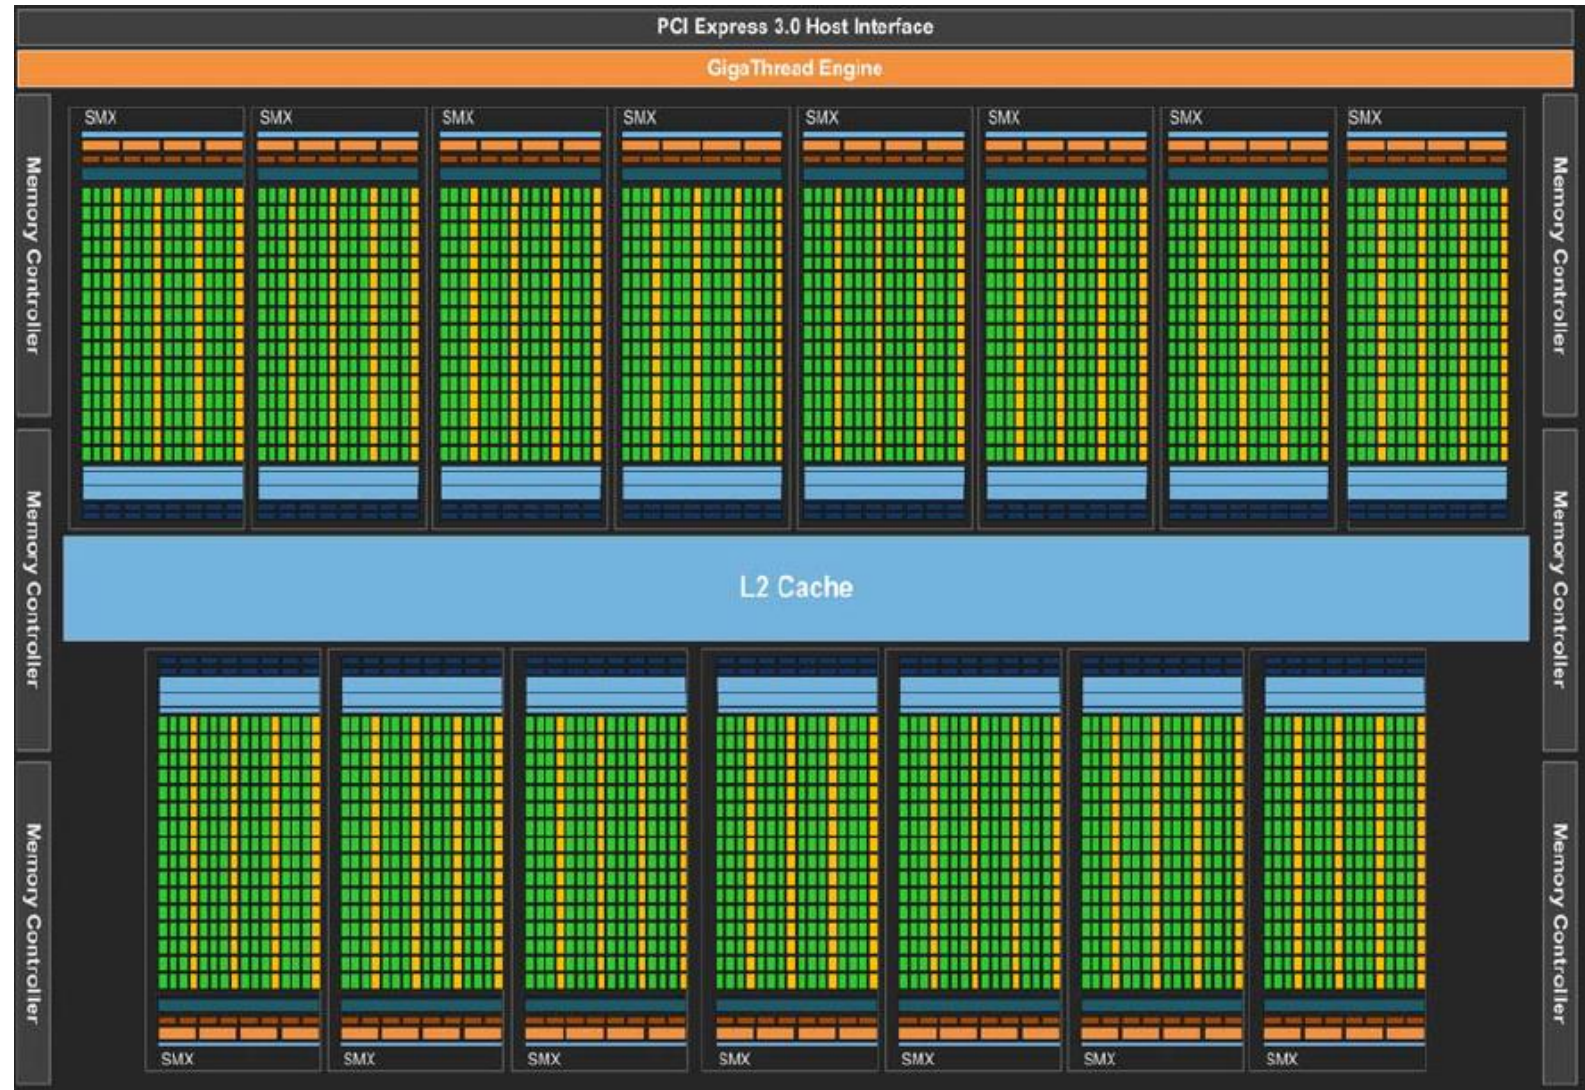 PCI Express 3.0 Host Interface
GigaThread Engine
SMX
SMX
SMX
SMX
SMX
SMX
SMX
SMX
Memory Controller
Memory Controller
Memory Controller
Memory Controller
L2 Cache
Memory Controller
Memory Controller
SMX
SMX
SMX
SMX
SMX
SMX
SMX